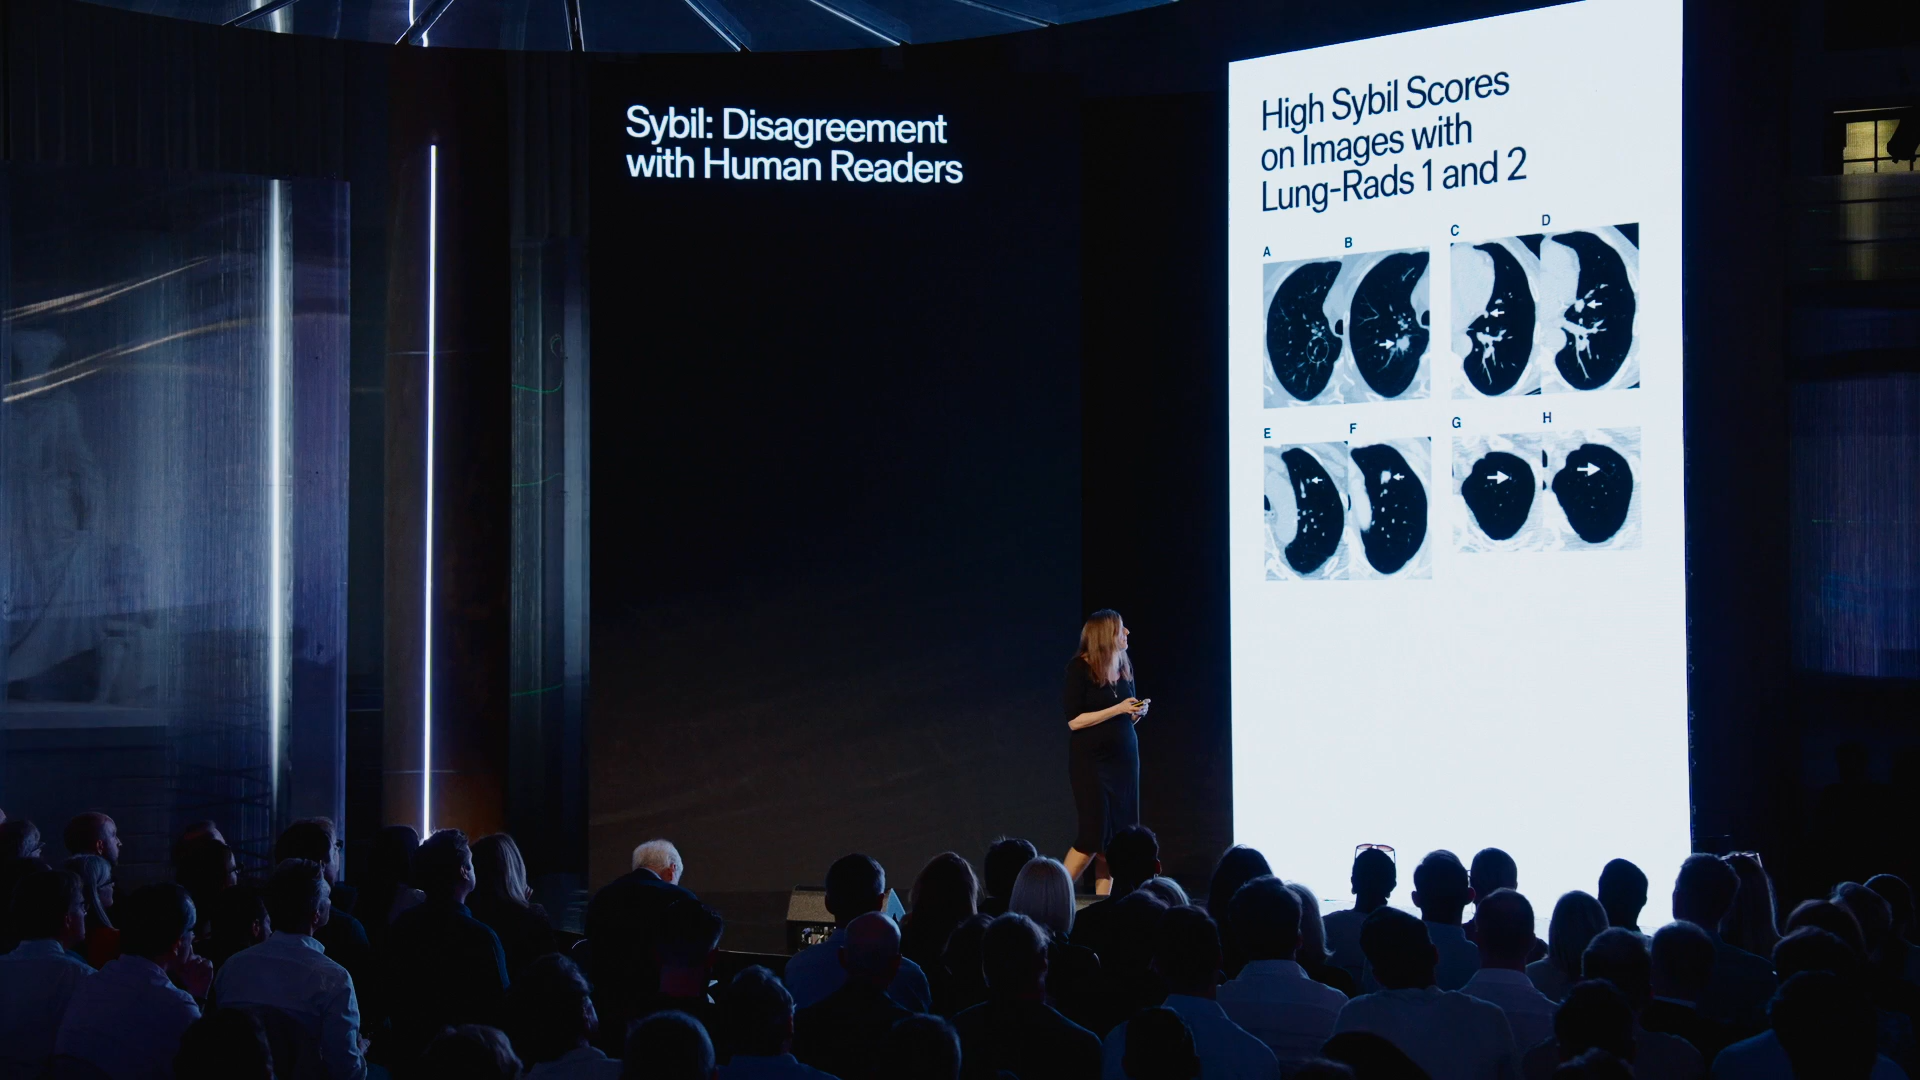 Sybil: Disagreement
with Human Readers
High Sybil Scores
on Images with
Lung-Rads 1 and 2
A B C D
E F G H